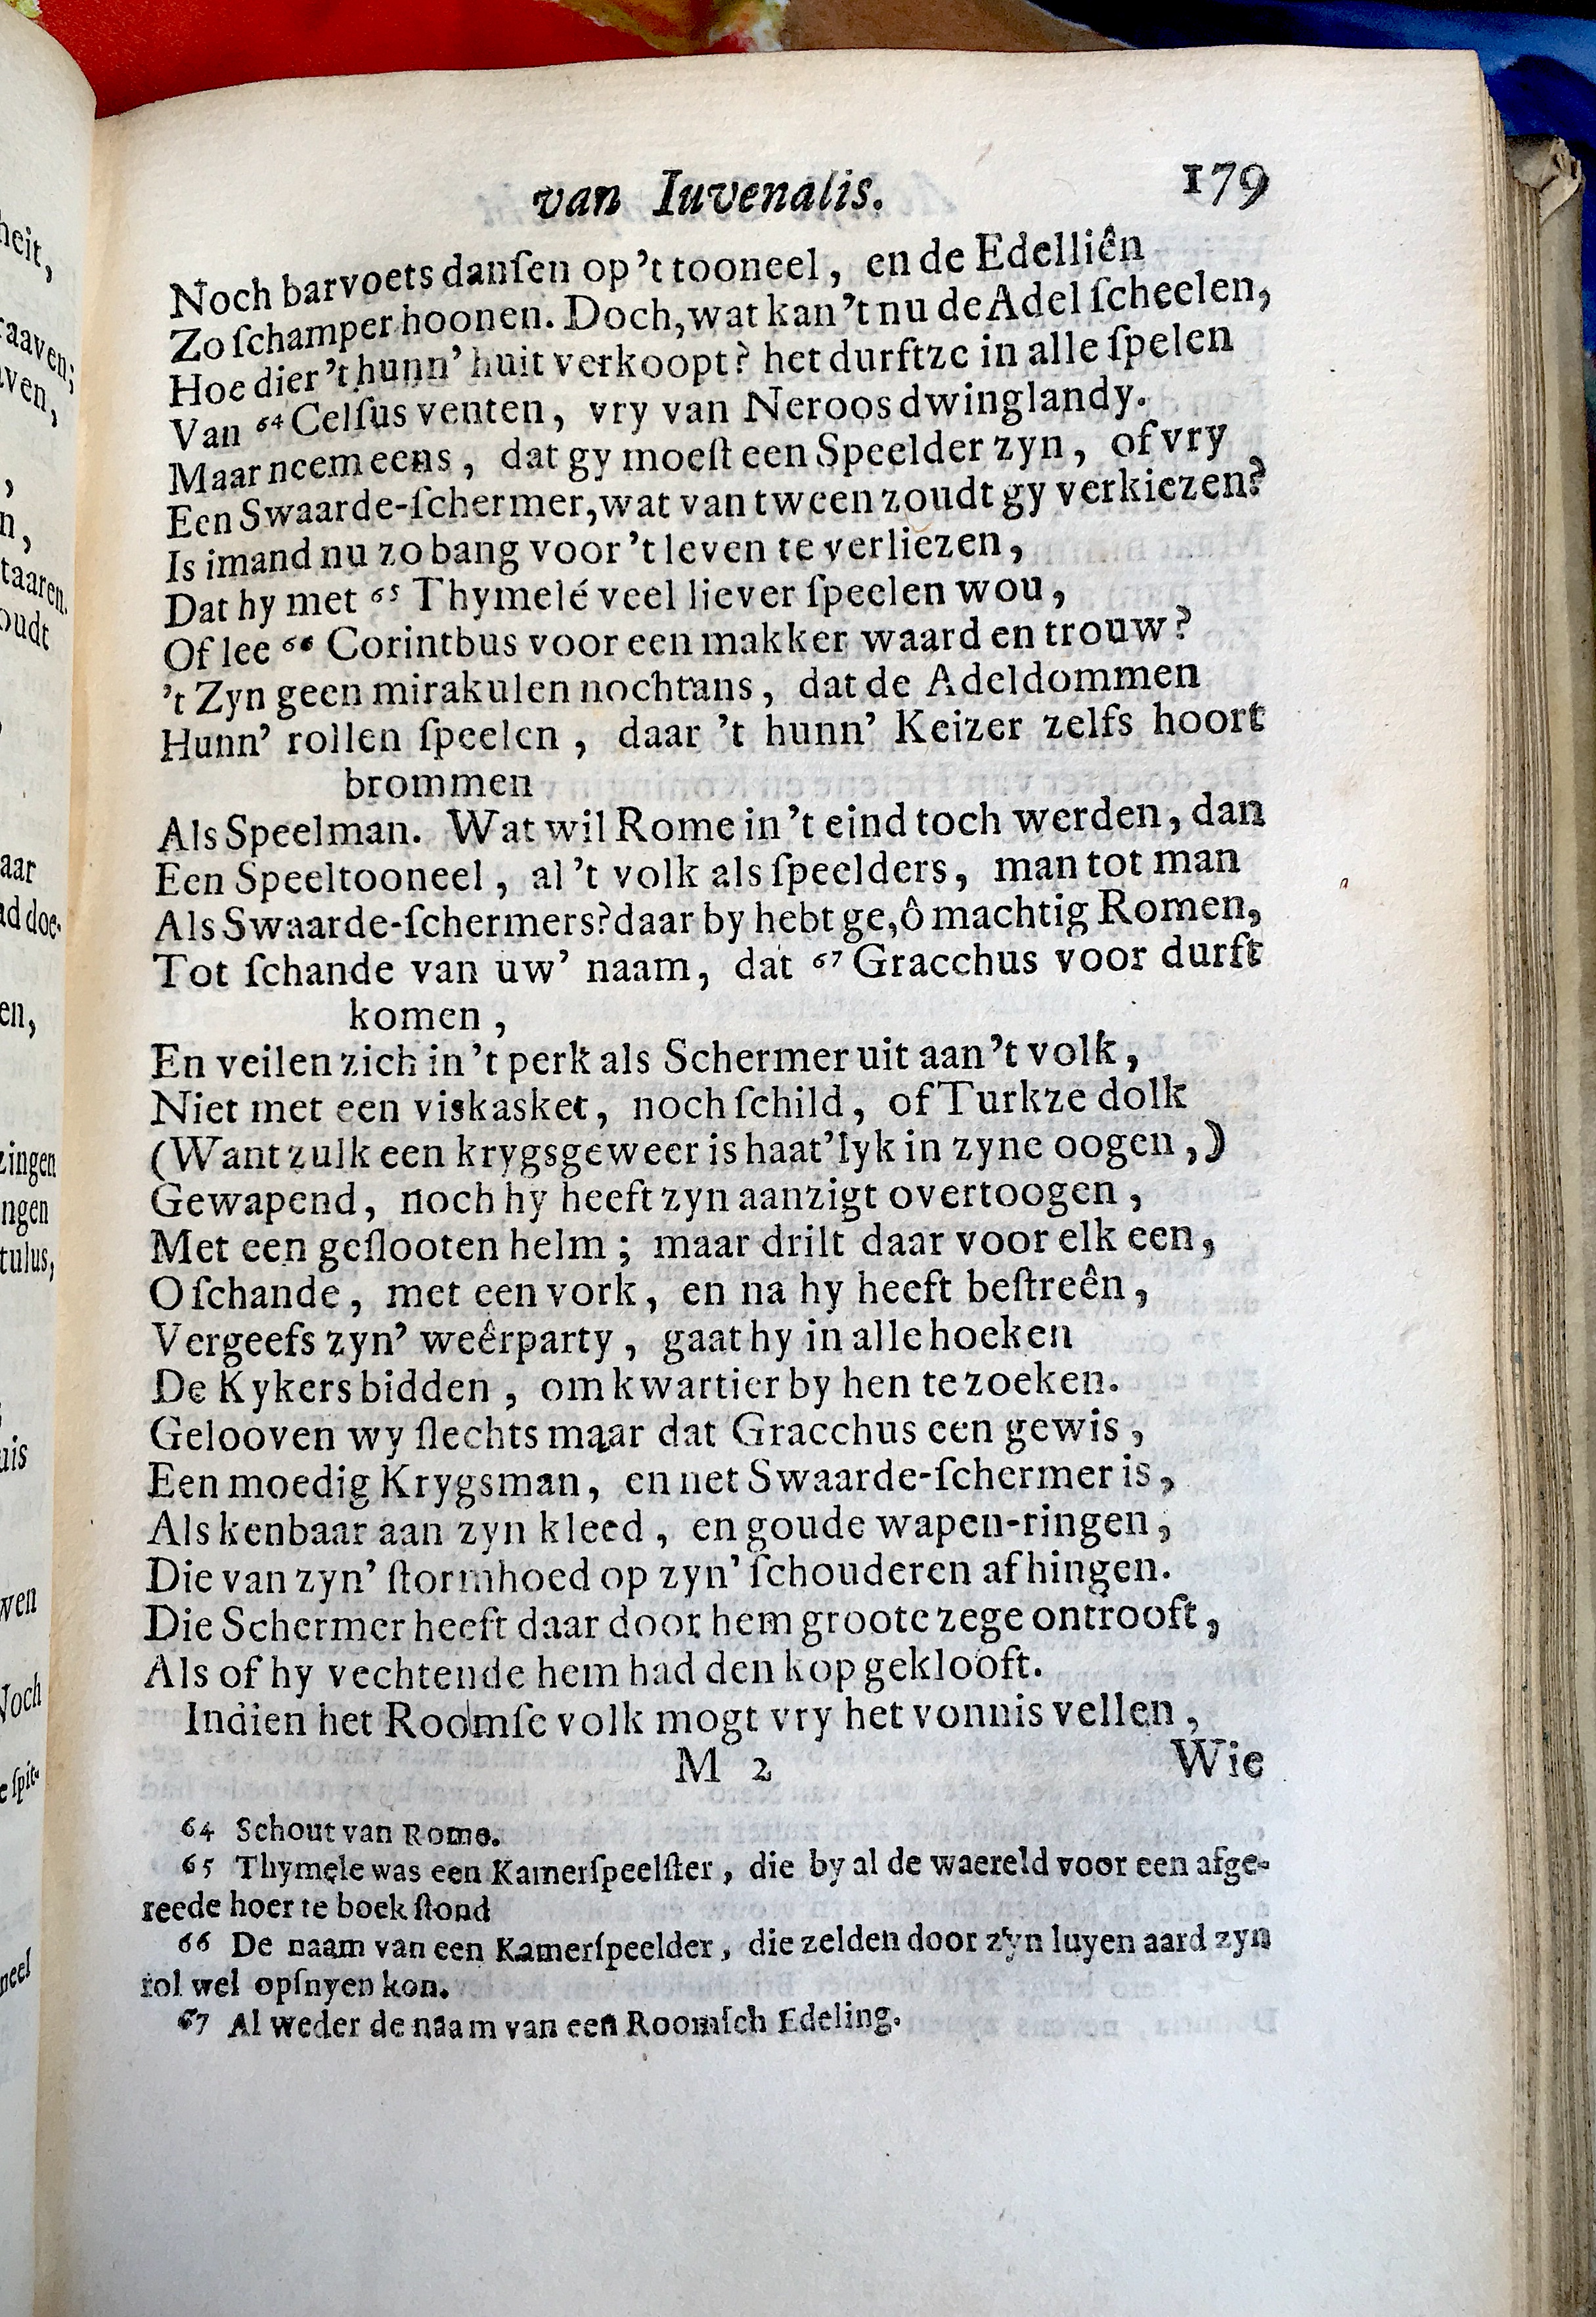 van Iuvenalis.
179
Noch barvoets danſen op 't tooneel, en de Edelliên
Zo ſchamper hoonen. Doch, wat kan 't nu de Adel ſcheelen,
Hoe dier 't hunn' huit verkoopt? het durftze in alle ſpelen
Van 64 Celſus venten, vry van Neroos dwinglandy.
Maar neem eens, dat gy moeſt een Speelder zyn, of vry
Een Swaarde-ſchermer, wat van tween zoudt gy verkiezen?
Is imand nu zo bang voor 't leven te verliezen,
Dat hy met 65 Thymelé veel liever ſpeelen wou,
Of lee 66 Corintbus voor een makker waard en trouw?
't Zyn geen mirakulen nochtans, dat de Adeldommen
Hunn' rollen ſpeelen, daar 't hunn' Keizer zelfs hoort
brommen
Als Speelman. Wat wil Rome in 't eind toch werden, dan
Een Speeltooneel, al 't volk als ſpeelders, man tot man
Als Swaarde-ſchermers? daar by hebt ge, ô machtig Romen,
Tot ſchande van uw' naam, dat 67 Gracchus voor durft
komen,
En veilen zich in 't perk als Schermer uit aan 't volk,
Niet met een viskasket, noch ſchild, of Turkze dolk
(Want zulk een krygsgeweer is haat'lyk in zyne oogen,)
Gewapend, noch hy heeft zyn aanzigt overtoogen,
Met een geſlooten helm; maar drilt daar voor elk een,
O ſchande, met een vork, en na hy heeft beſtreên,
Vergeefs zyn' weêrparty, gaat hy in alle hoeken
De Kykers bidden, om kwartier by hen te zoeken.
Gelooven wy ſlechts maar dat Gracchus een gewis,
Een moedig Krygsman, en net Swaarde-ſchermer is,
Als kenbaar aan zyn kleed, en goude wapen-ringen,
Die van zyn' ſtormhoed op zyn' ſchouderen af hingen.
Die Schermer heeft daar door hem groote zege ontrooft,
Als of hy vechtende hem had den kop geklooft.
Indien het Roomſe volk mogt vry het vonnis vellen,
M 2
Wie
64 Schout van Rome.
65 Thymele was een Kamerſpeelſter, die by al de waereld voor een afge-
reede hoer te boek ſtond
66 De naam van een Kamerſpeelder, die zelden door zyn luyen aard zyn
rol wel opſnyen kon.
67 Al weder de naam van een Roomſch Edeling.